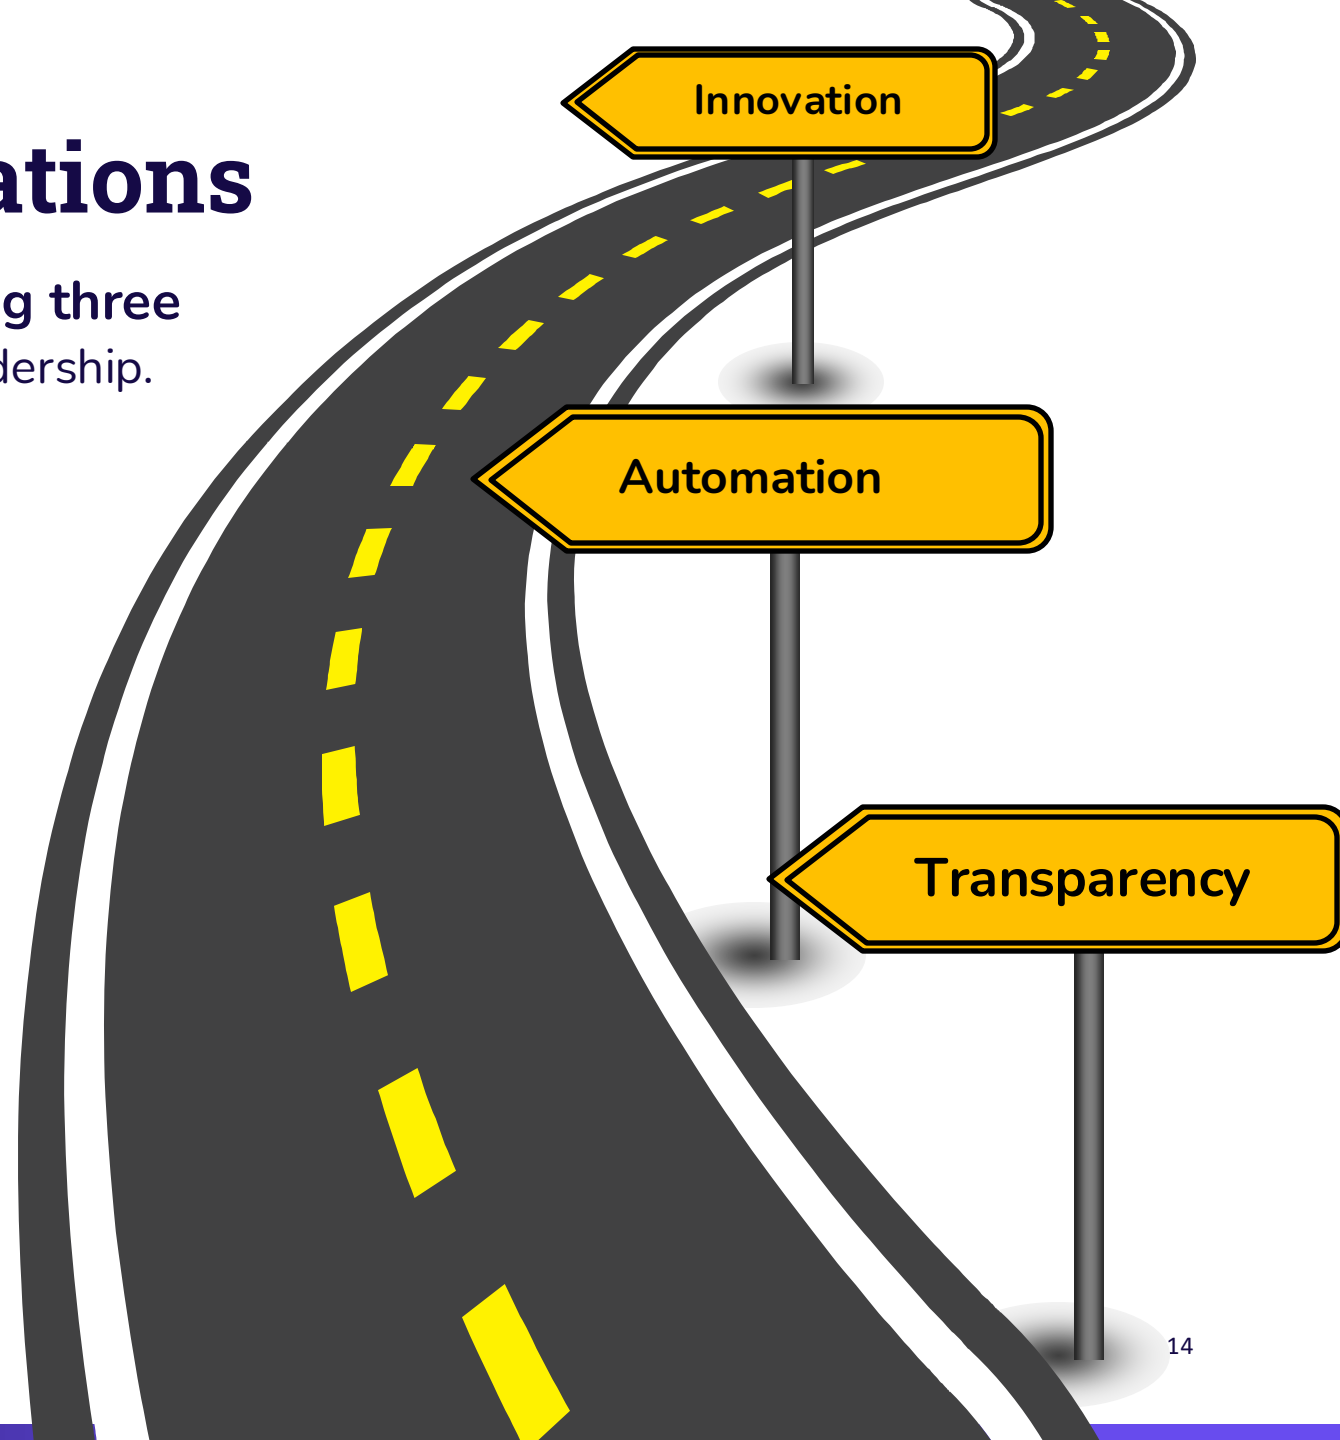 ations
g three
dership.
Innovation
Automation
Transparency
14